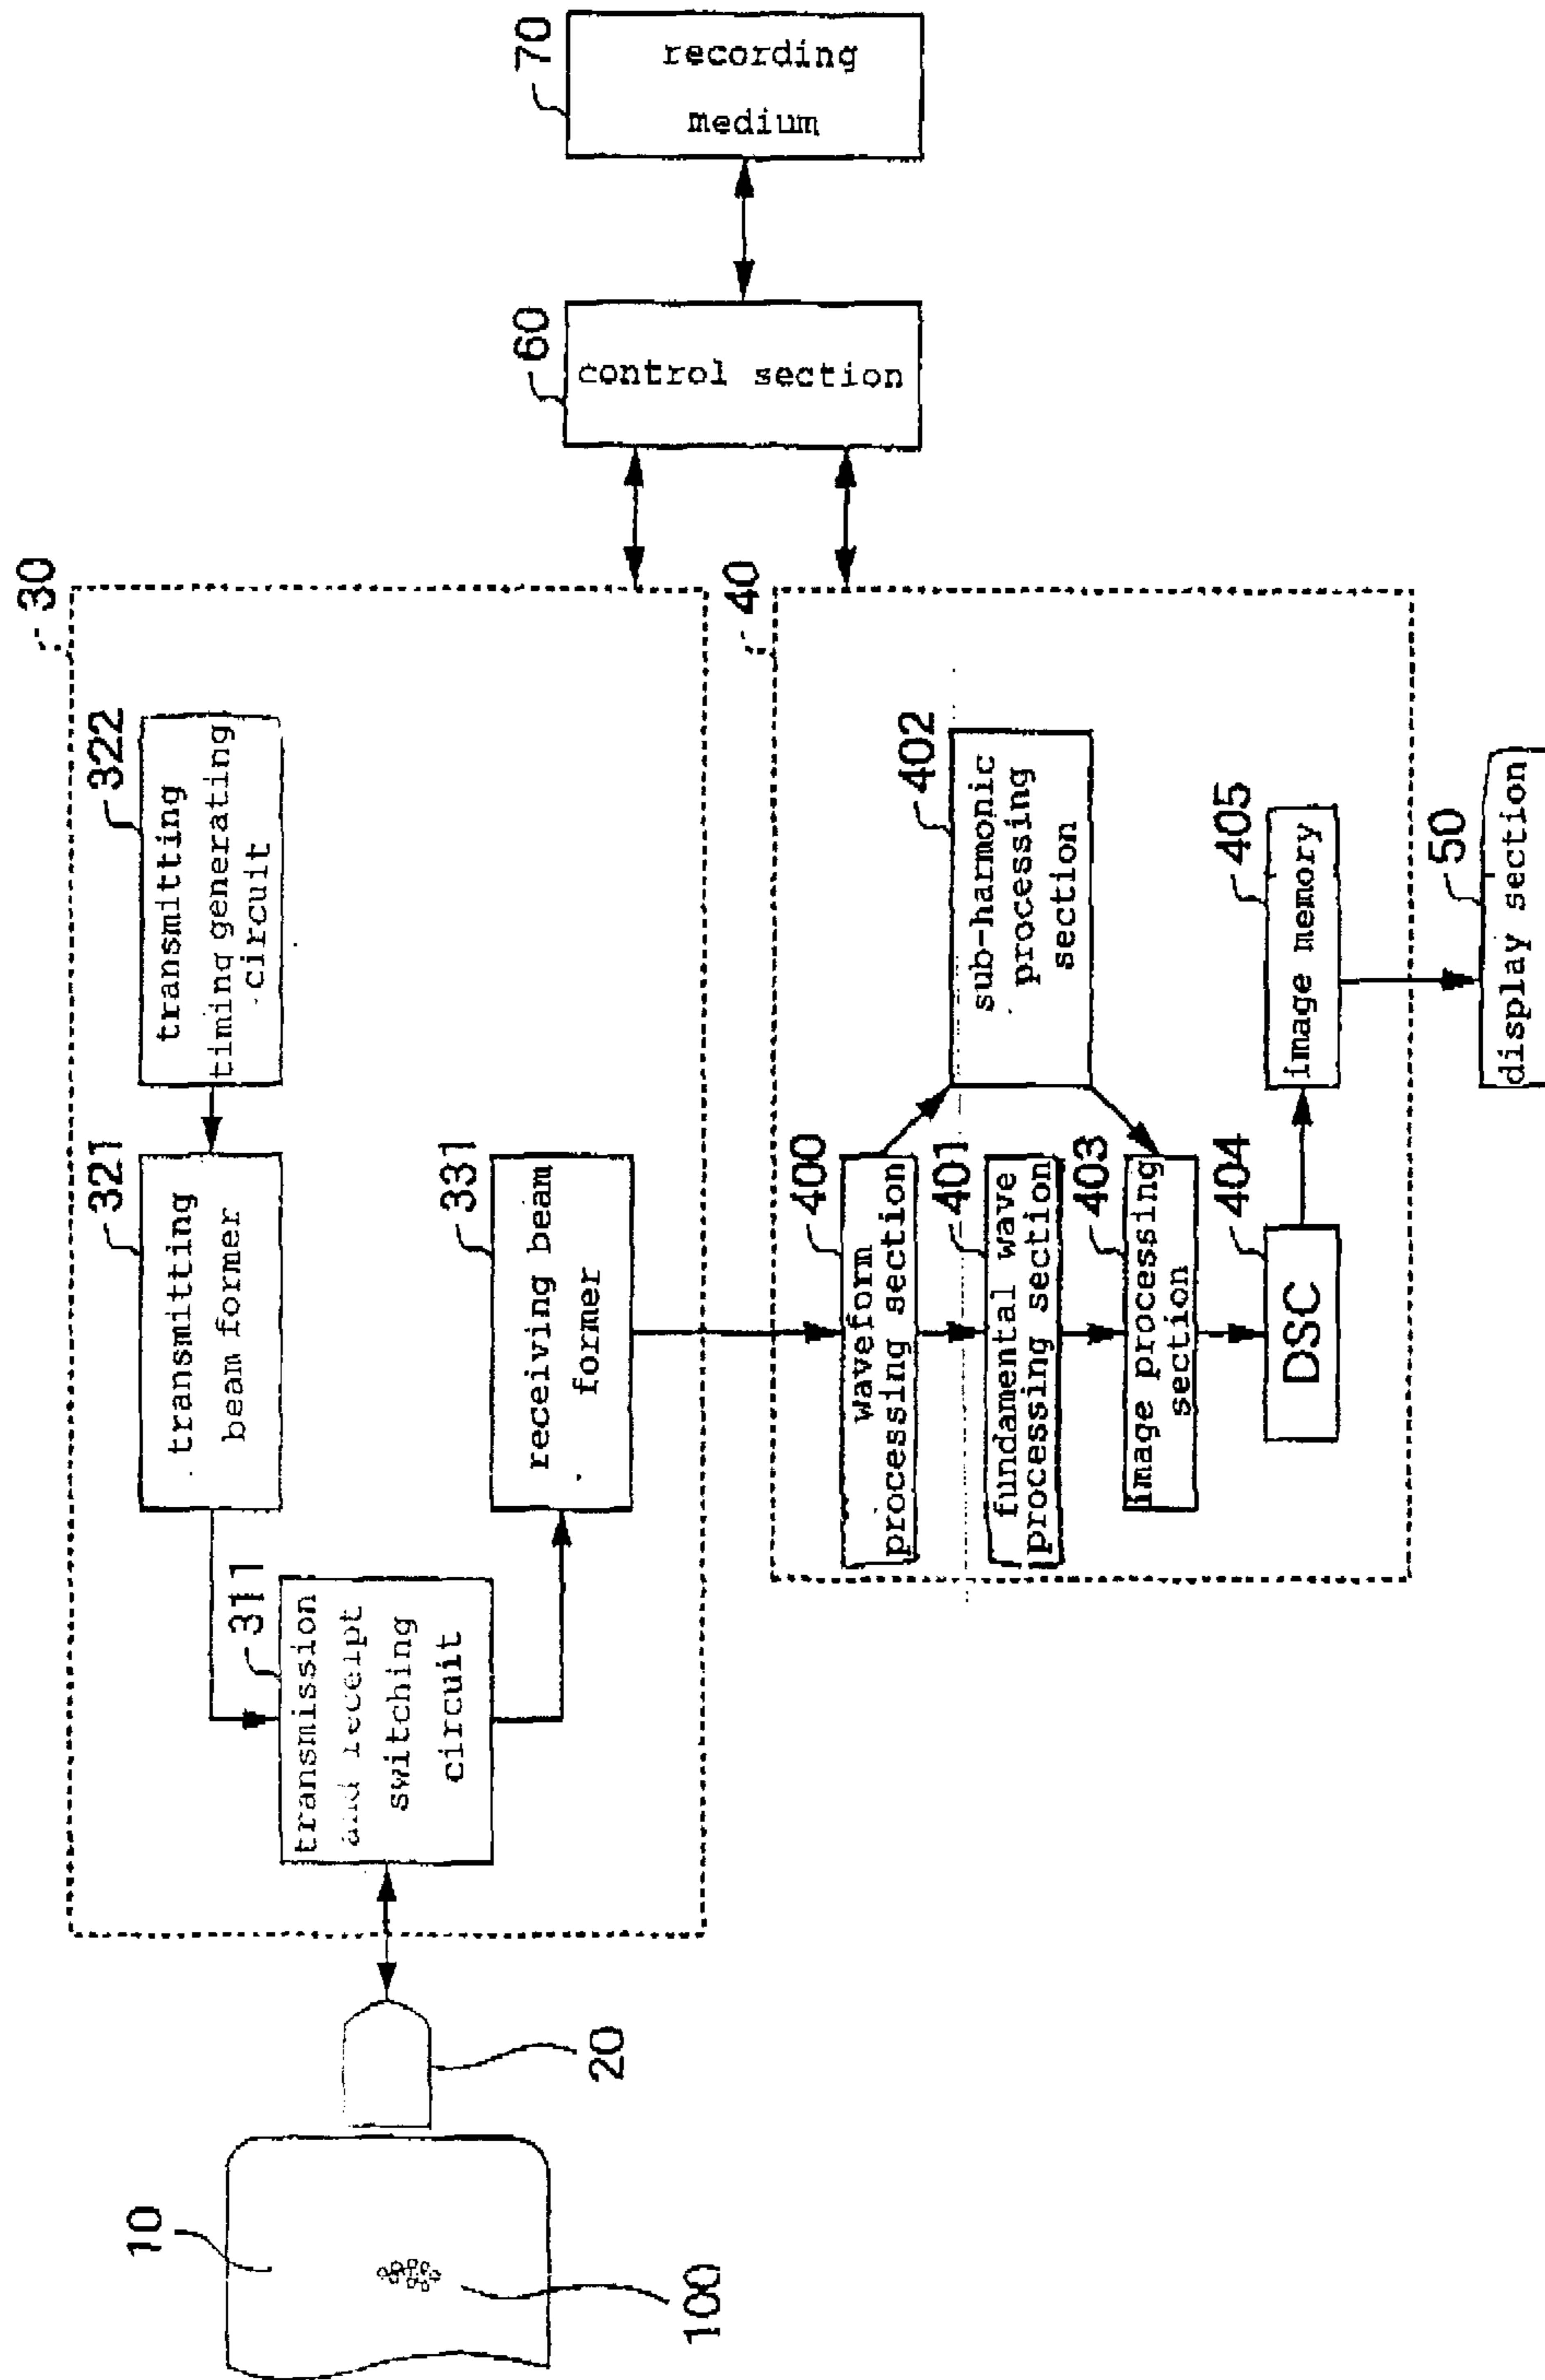 30
322
transmitting
timing generating
circuit
321
transmitting
beam former
311
transmission
and receipt
switching
circuit
331
receiving beam
former
20
10
100
40
400
waveform
processing section
401
fundamental wave
processing section
402
sub-harmonic
processing
section
403
image processing
section
404
DSC
405
image memory
50
display section
60
control section
70
recording
medium